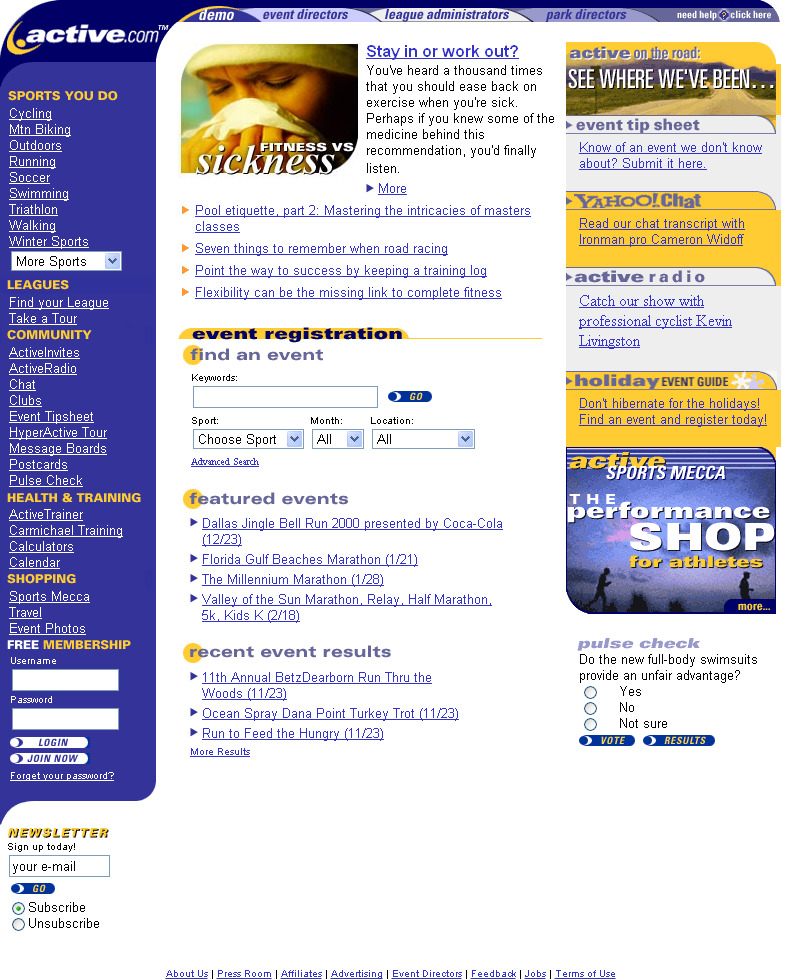 active.com™
demo
event directors
league administrators
park directors
need help ? click here
SPORTS YOU DO
Cycling
Mtn Biking
Outdoors
Running
Soccer
Swimming
Triathlon
Walking
Winter Sports
More Sports
LEAGUES
Find your League
Take a Tour
COMMUNITY
ActiveInvites
ActiveRadio
Chat
Clubs
Event Tipsheet
HyperActive Tour
Message Boards
Postcards
Pulse Check
HEALTH & TRAINING
ActiveTrainer
Carmichael Training
Calculators
Calendar
SHOPPING
Sports Mecca
Travel
Event Photos
FREE MEMBERSHIP
Username
Password
LOGIN
JOIN NOW
Forget your password?
NEWSLETTER
Sign up today!
your e-mail
GO
Subscribe
Unsubscribe
FITNESS VS
sickness
Stay in or work out?
You've heard a thousand times
that you should ease back on
exercise when you're sick.
Perhaps if you knew some of the
medicine behind this
recommendation, you'd finally
listen.
More
Pool etiquette, part 2: Mastering the intricacies of masters
classes
Seven things to remember when road racing
Point the way to success by keeping a training log
Flexibility can be the missing link to complete fitness
event registration
find an event
Keywords:
GO
Sport:
Month:
Location:
Choose Sport
All
All
Advanced Search
featured events
Dallas Jingle Bell Run 2000 presented by Coca-Cola
(12/23)
Florida Gulf Beaches Marathon (1/21)
The Millennium Marathon (1/28)
Valley of the Sun Marathon, Relay, Half Marathon,
5k, Kids K (2/18)
recent event results
11th Annual BetzDearborn Run Thru the
Woods (11/23)
Ocean Spray Dana Point Turkey Trot (11/23)
Run to Feed the Hungry (11/23)
More Results
active on the road:
SEE WHERE WE'VE BEEN...
event tip sheet
Know of an event we don't know
about? Submit it here.
YAHOO! Chat
Read our chat transcript with
Ironman pro Cameron Widoff
active radio
Catch our show with
professional cyclist Kevin
Livingston
holiday EVENT GUIDE
Don't hibernate for the holidays!
Find an event and register today!
active
SPORTS MECCA
THE
performance
SHOP
for athletes
more...
pulse check
Do the new full-body swimsuits
provide an unfair advantage?
Yes
No
Not sure
VOTE
RESULTS
About Us | Press Room | Affiliates | Advertising | Event Directors | Feedback | Jobs | Terms of Use